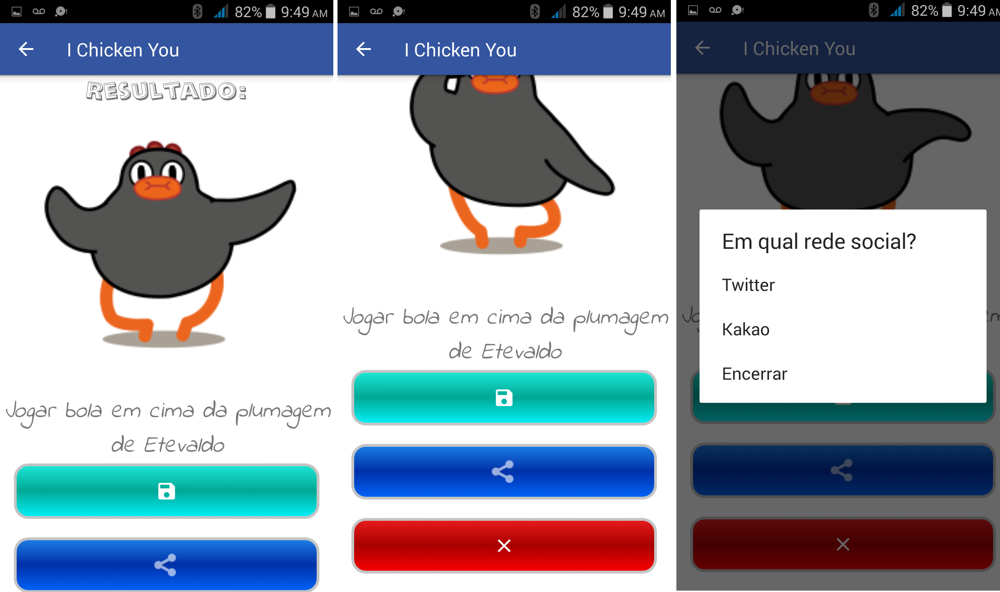 82% 9:49 AM
I Chicken You
RESULTADO:
Jogar bola em cima da plumagem
de Etevaldo
82% 9:49 AM
I Chicken You
Jogar bola em cima da plumagem
de Etevaldo
82% 9:49 AM
I Chicken You
Em qual rede social?
Twitter
Kakao
Encerrar